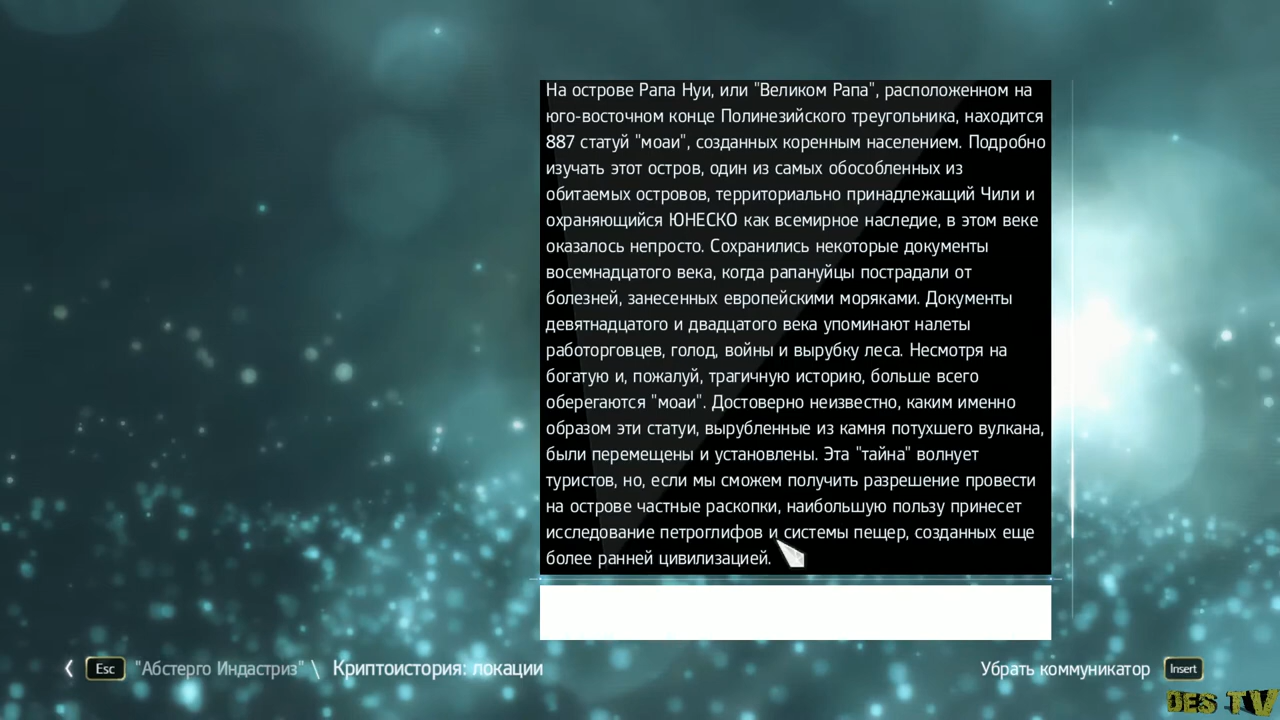 На острове Рапа Нуи, или "Великом Рапа", расположенном на
юго-восточном конце Полинезийского треугольника, находится
887 статуй "моаи", созданных коренным населением. Подробно
изучать этот остров, один из самых обособленных из
обитаемых островов, территориально принадлежащий Чили и
охраняющийся ЮНЕСКО как всемирное наследие, в этом веке
оказалось непросто. Сохранились некоторые документы
восемнадцатого века, когда рапануйцы пострадали от
болезней, занесенных европейскими моряками. Документы
девятнадцатого и двадцатого века упоминают налеты
работорговцев, голод, войны и вырубку леса. Несмотря на
богатую и, пожалуй, трагичную историю, больше всего
оберегаются "моаи". Достоверно неизвестно, каким именно
образом эти статуи, вырубленные из камня потухшего вулкана,
были перемещены и установлены. Эта "тайна" волнует
туристов, но, если мы сможем получить разрешение провести
на острове частные раскопки, наибольшую пользу принесет
исследование петроглифов и системы пещер, созданных еще
более ранней цивилизацией.
Esc "Абстерго Индастриз" \ Криптоистория: локации
Убрать коммуникатор Insert
DES TV